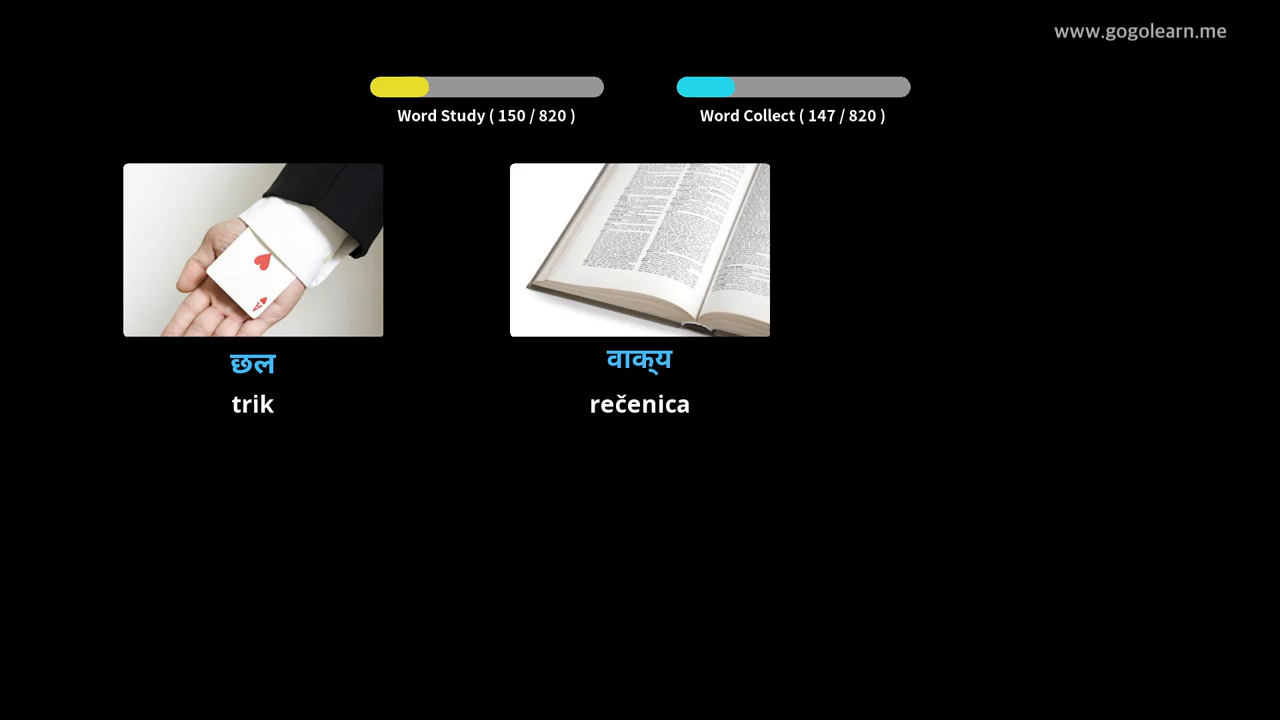 www.gogolearn.me
Word Study ( 150 / 820 )
Word Collect ( 147 / 820 )
छल
वाक्य
trik
rečenica